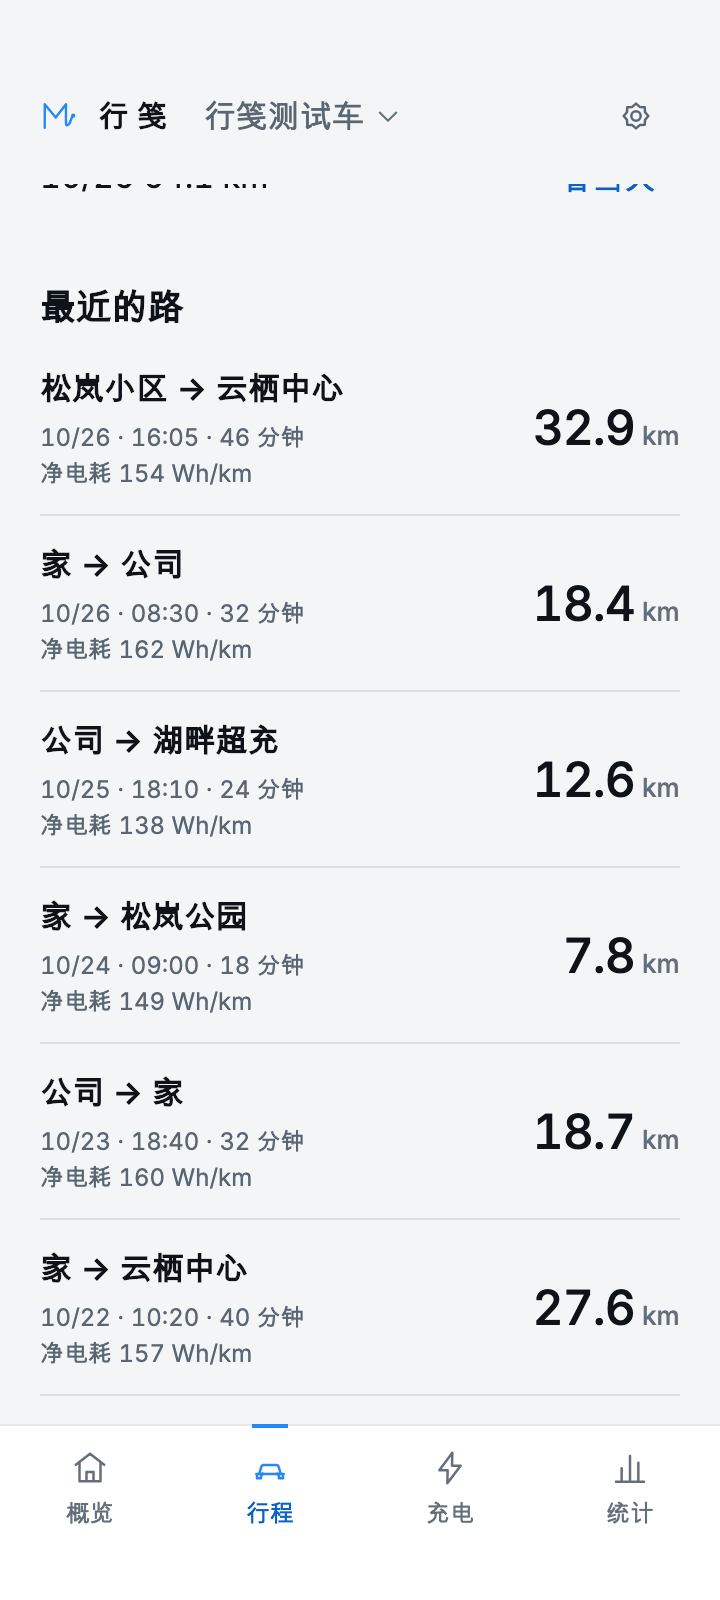 行笺 行笺测试车
最近的路
松岚小区 → 云栖中心
10/26 · 16:05 · 46 分钟
净电耗 154 Wh/km
32.9 km
家 → 公司
10/26 · 08:30 · 32 分钟
净电耗 162 Wh/km
18.4 km
公司 → 湖畔超充
10/25 · 18:10 · 24 分钟
净电耗 138 Wh/km
12.6 km
家 → 松岚公园
10/24 · 09:00 · 18 分钟
净电耗 149 Wh/km
7.8 km
公司 → 家
10/23 · 18:40 · 32 分钟
净电耗 160 Wh/km
18.7 km
家 → 云栖中心
10/22 · 10:20 · 40 分钟
净电耗 157 Wh/km
27.6 km
概览 行程 充电 统计